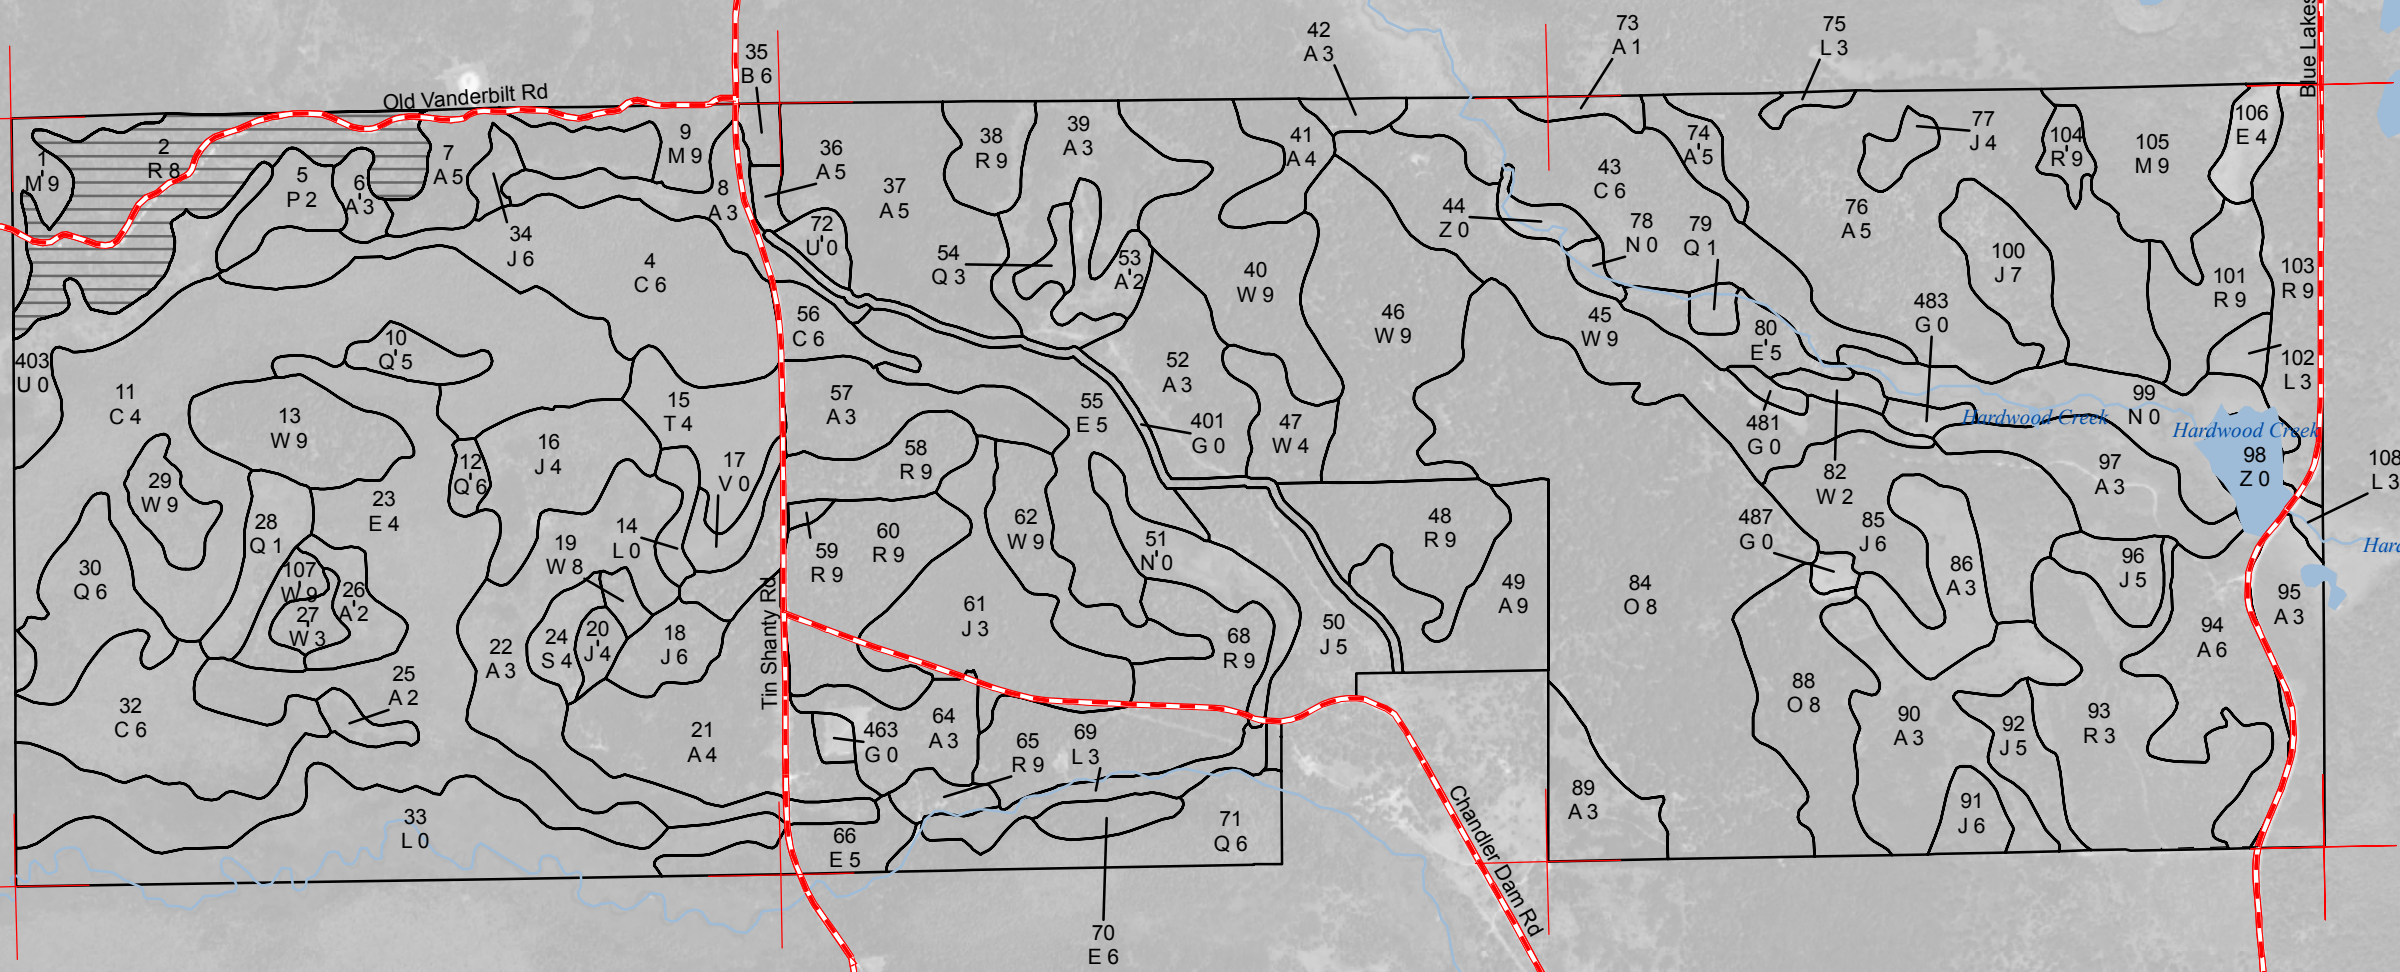 Old Vanderbilt Rd
Tin Shanty Rd
Chandler Dam Rd
Blue Lakes
Hardwood Creek
Hardwood Creek
Hard
1
M 9
2
R 8
5
P 2
6
A 3
7
A 5
9
M 9
35
B 6
8
A 3
36
A 5
37
A 5
38
R 9
39
A 3
42
A 3
41
A 4
73
A 1
75
L 3
74
A 5
43
C 6
77
J 4
104
R 9
105
M 9
106
E 4
34
J 6
4
C 6
72
U 0
54
Q 3
53
A 2
40
W 9
44
Z 0
78
N 0
79
Q 1
76
A 5
100
J 7
101
R 9
103
R 9
403
U 0
11
C 4
10
Q 5
56
C 6
52
A 3
46
W 9
45
W 9
80
E 5
483
G 0
102
L 3
13
W 9
15
T 4
57
A 3
55
E 5
401
G 0
47
W 4
481
G 0
99
N 0
16
J 4
12
Q 6
17
V 0
58
R 9
82
W 2
97
A 3
98
Z 0
108
L 3
29
W 9
23
E 4
28
Q 1
14
L 0
19
W 8
59
R 9
60
R 9
62
W 9
51
N 0
48
R 9
487
G 0
85
J 6
86
A 3
96
J 5
30
Q 6
107
W 9
26
A 2
27
W 3
22
A 3
24
S 4
20
J 4
18
J 6
61
J 3
68
R 9
50
J 5
49
A 9
84
O 8
94
A 6
95
A 3
32
C 6
25
A 2
21
A 4
463
G 0
64
A 3
65
R 9
69
L 3
88
O 8
90
A 3
92
J 5
93
R 3
33
L 0
66
E 5
71
Q 6
89
A 3
91
J 6
70
E 6